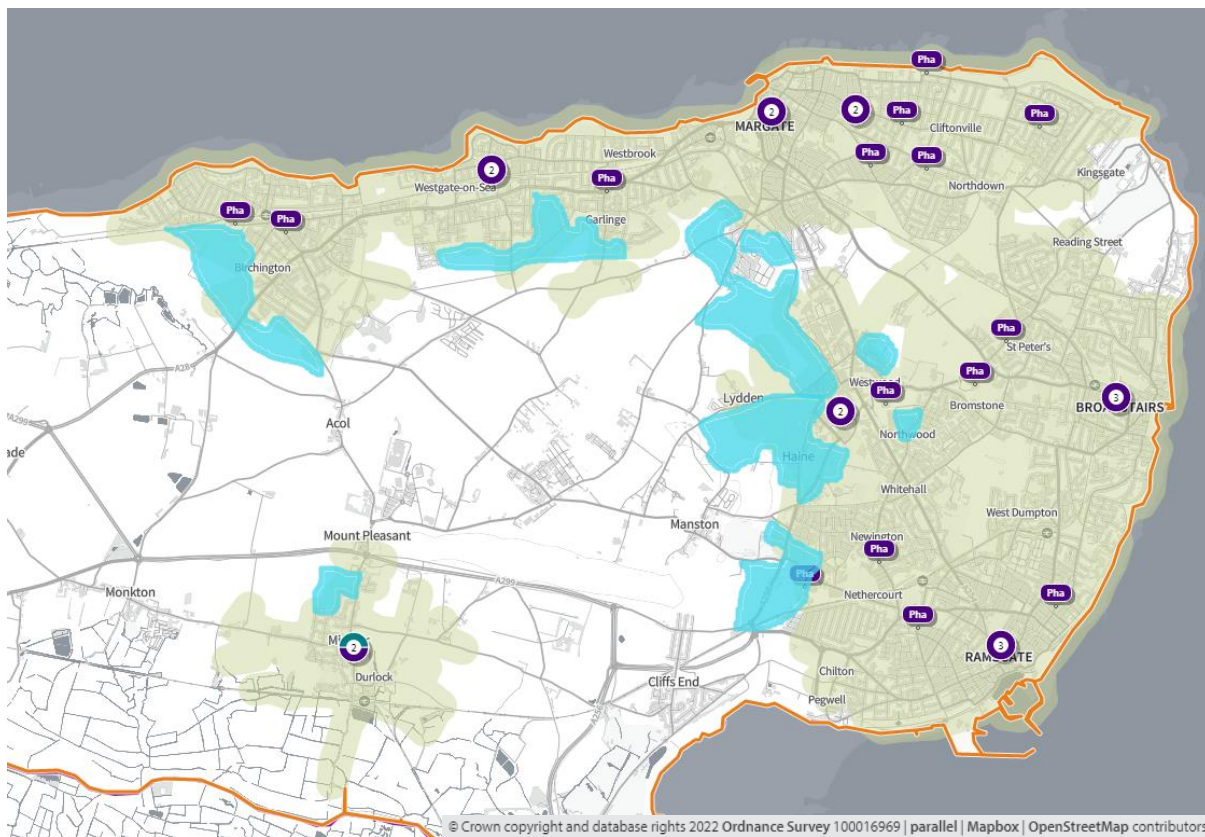 Pha
2
MARGATE
2
Pha
Cliftonville
Pha
Westbrook
Pha
Pha
Kingsgate
2
Westgate-on-Sea
Pha
Northdown
Garlinge
Pha
Pha
Reading Street
Birchington
Pha
St Peter's
A28
Pha
Westwood
Pha
Bromstone
3
Lydden
2
A299
Acol
Northwood
ade
Haine
Whitehall
West Dumpton
Manston
Mount Pleasant
Newington
Pha
Pha
A299
Monkton
Nethercourt
Pha
Pha
2
3
Durlock
Chilton
Cliffs End
Pegwell
© Crown copyright and database rights 2022 Ordnance Survey 100016969 | parallel | Mapbox | OpenStreetMap contributors